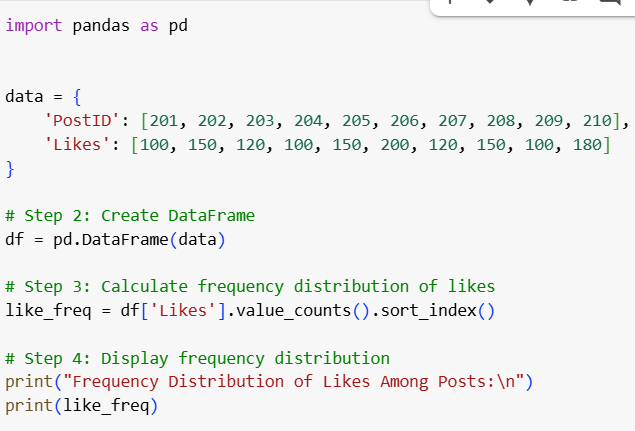 import pandas as pd
data = {
    'PostID': [201, 202, 203, 204, 205, 206, 207, 208, 209, 210],
    'Likes': [100, 150, 120, 100, 150, 200, 120, 150, 100, 180]
}
# Step 2: Create DataFrame
df = pd.DataFrame(data)
# Step 3: Calculate frequency distribution of likes
like_freq = df['Likes'].value_counts().sort_index()
# Step 4: Display frequency distribution
print("Frequency Distribution of Likes Among Posts:\n")
print(like_freq)